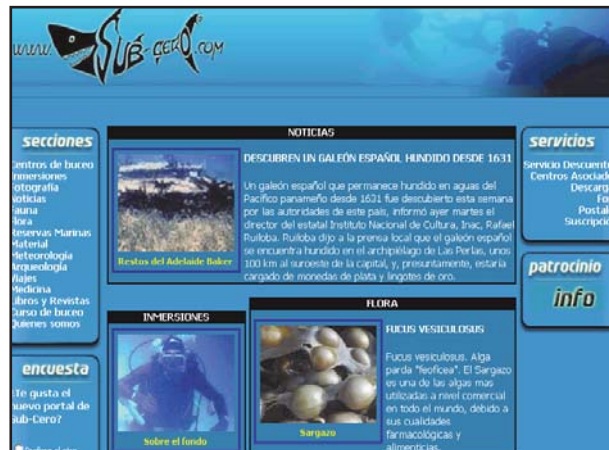 www. SUB-CERO.COM
secciones
Centros de buceo
Inmersiones
Fotografía
Noticias
Fauna
Flora
Reservas Marinas
Material
Meteorología
Arqueología
Viajes
Medicina
Libros y Revistas
Curso de buceo
Quienes somos
encuesta
¿Te gusta el
nuevo portal de
Sub-Cero?
NOTICIAS
DESCUBREN UN GALEÓN ESPAÑOL HUNDIDO DESDE 1631
Un galeón español que permanece hundido en aguas del
Pacífico panameño desde 1631 fue descubierto esta semana
por las autoridades de este país, informó ayer martes el
director del estatal Instituto Nacional de Cultura, Inac, Rafael
Ruiloba. Ruiloba dijo a la prensa local que el galeón español
se encuentra hundido en el archipiélago de Las Perlas, unos
100 km al suroeste de la capital, y, presuntamente, estaría
cargado de monedas de plata y lingotes de oro.
Restos del Adelaide Baker
INMERSIONES
Sobre el fondo
FLORA
FUCUS VESICULOSUS
Fucus vesiculosus. Alga
parda "feofícea". El Sargazo
es una de las algas mas
utilizadas a nivel comercial
en todo el mundo, debido a
sus cualidades
farmacológicas y
alimenticias.
Sargazo
servicios
Servicio Descuent
Centros Asociad
Descarg
Fo
Postal
Suscripció
patrocinio
info